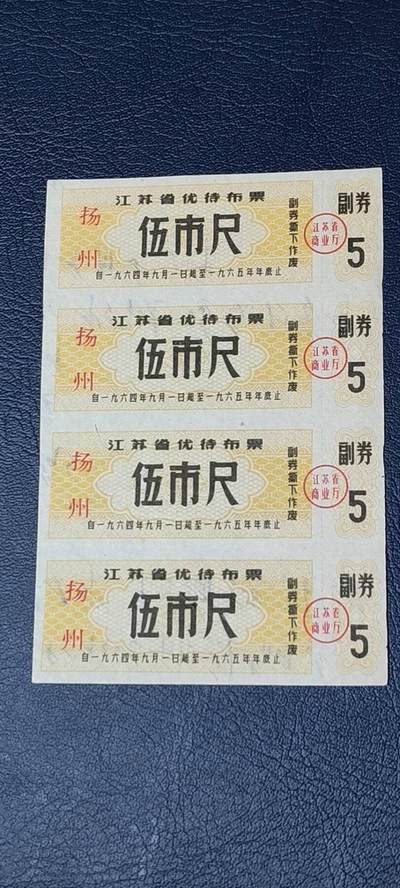 江苏省优待布票
扬州
伍市尺
自一九六四年九月一日起至一九六五年年底止
副券撕下作废
江苏省
商业厅
副券
5
江苏省优待布票
扬州
伍市尺
自一九六四年九月一日起至一九六五年年底止
副券撕下作废
江苏省
商业厅
副券
5
江苏省优待布票
扬州
伍市尺
自一九六四年九月一日起至一九六五年年底止
副券撕下作废
江苏省
商业厅
副券
5
江苏省优待布票
扬州
伍市尺
自一九六四年九月一日起至一九六五年年底止
副券撕下作废
江苏省
商业厅
副券
5